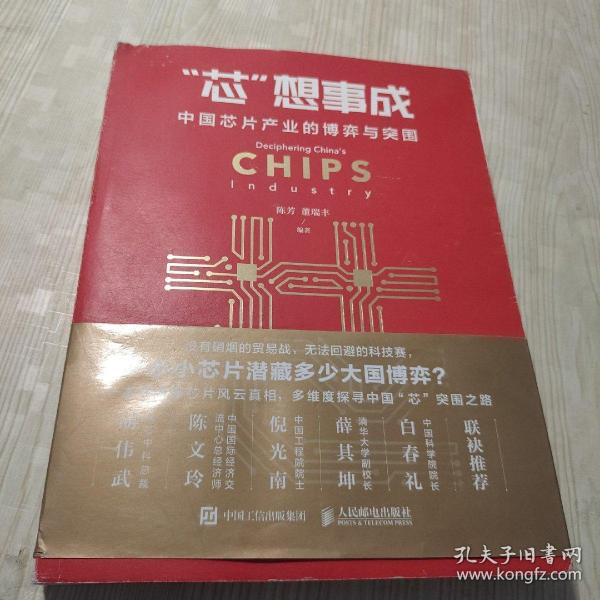 “芯”想事成
中国芯片产业的博弈与突围
Deciphering China's
CHIPS
Industry
陈芳 董瑞丰
/
编著
没有硝烟的贸易战、无法回避的科技赛,
小小芯片潜藏多少大国博弈?
芯片风云真相,多维度探寻中国“芯”突围之路
联袂推荐
中国科学院院长
白春礼
清华大学副校长
薛其坤
中国工程院院士
倪光南
中国国际经济交
流中心总经济师
陈文玲
龙芯中科总裁
胡伟武
中国工信出版集团
人民邮电出版社
POSTS & TELECOM PRESS
孔夫子旧书网
www.kongfz.com